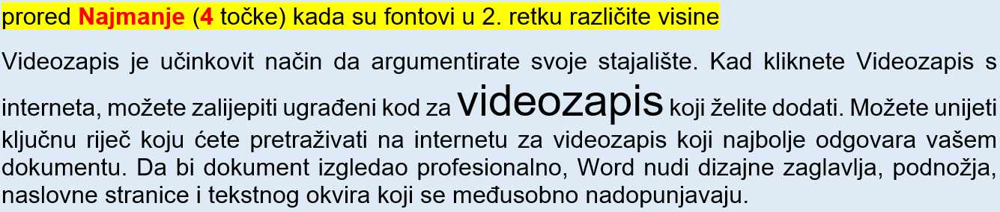 prored Najmanje (4 točke) kada su fontovi u 2. retku različite visine
Videozapis je učinkovit način da argumentirate svoje stajalište. Kad kliknete Videozapis s
interneta, možete zalijepiti ugrađeni kod za videozapis koji želite dodati. Možete unijeti
ključnu riječ koju ćete pretraživati na internetu za videozapis koji najbolje odgovara vašem
dokumentu. Da bi dokument izgledao profesionalno, Word nudi dizajne zaglavlja, podnožja,
naslovne stranice i tekstnog okvira koji se međusobno nadopunjavaju.